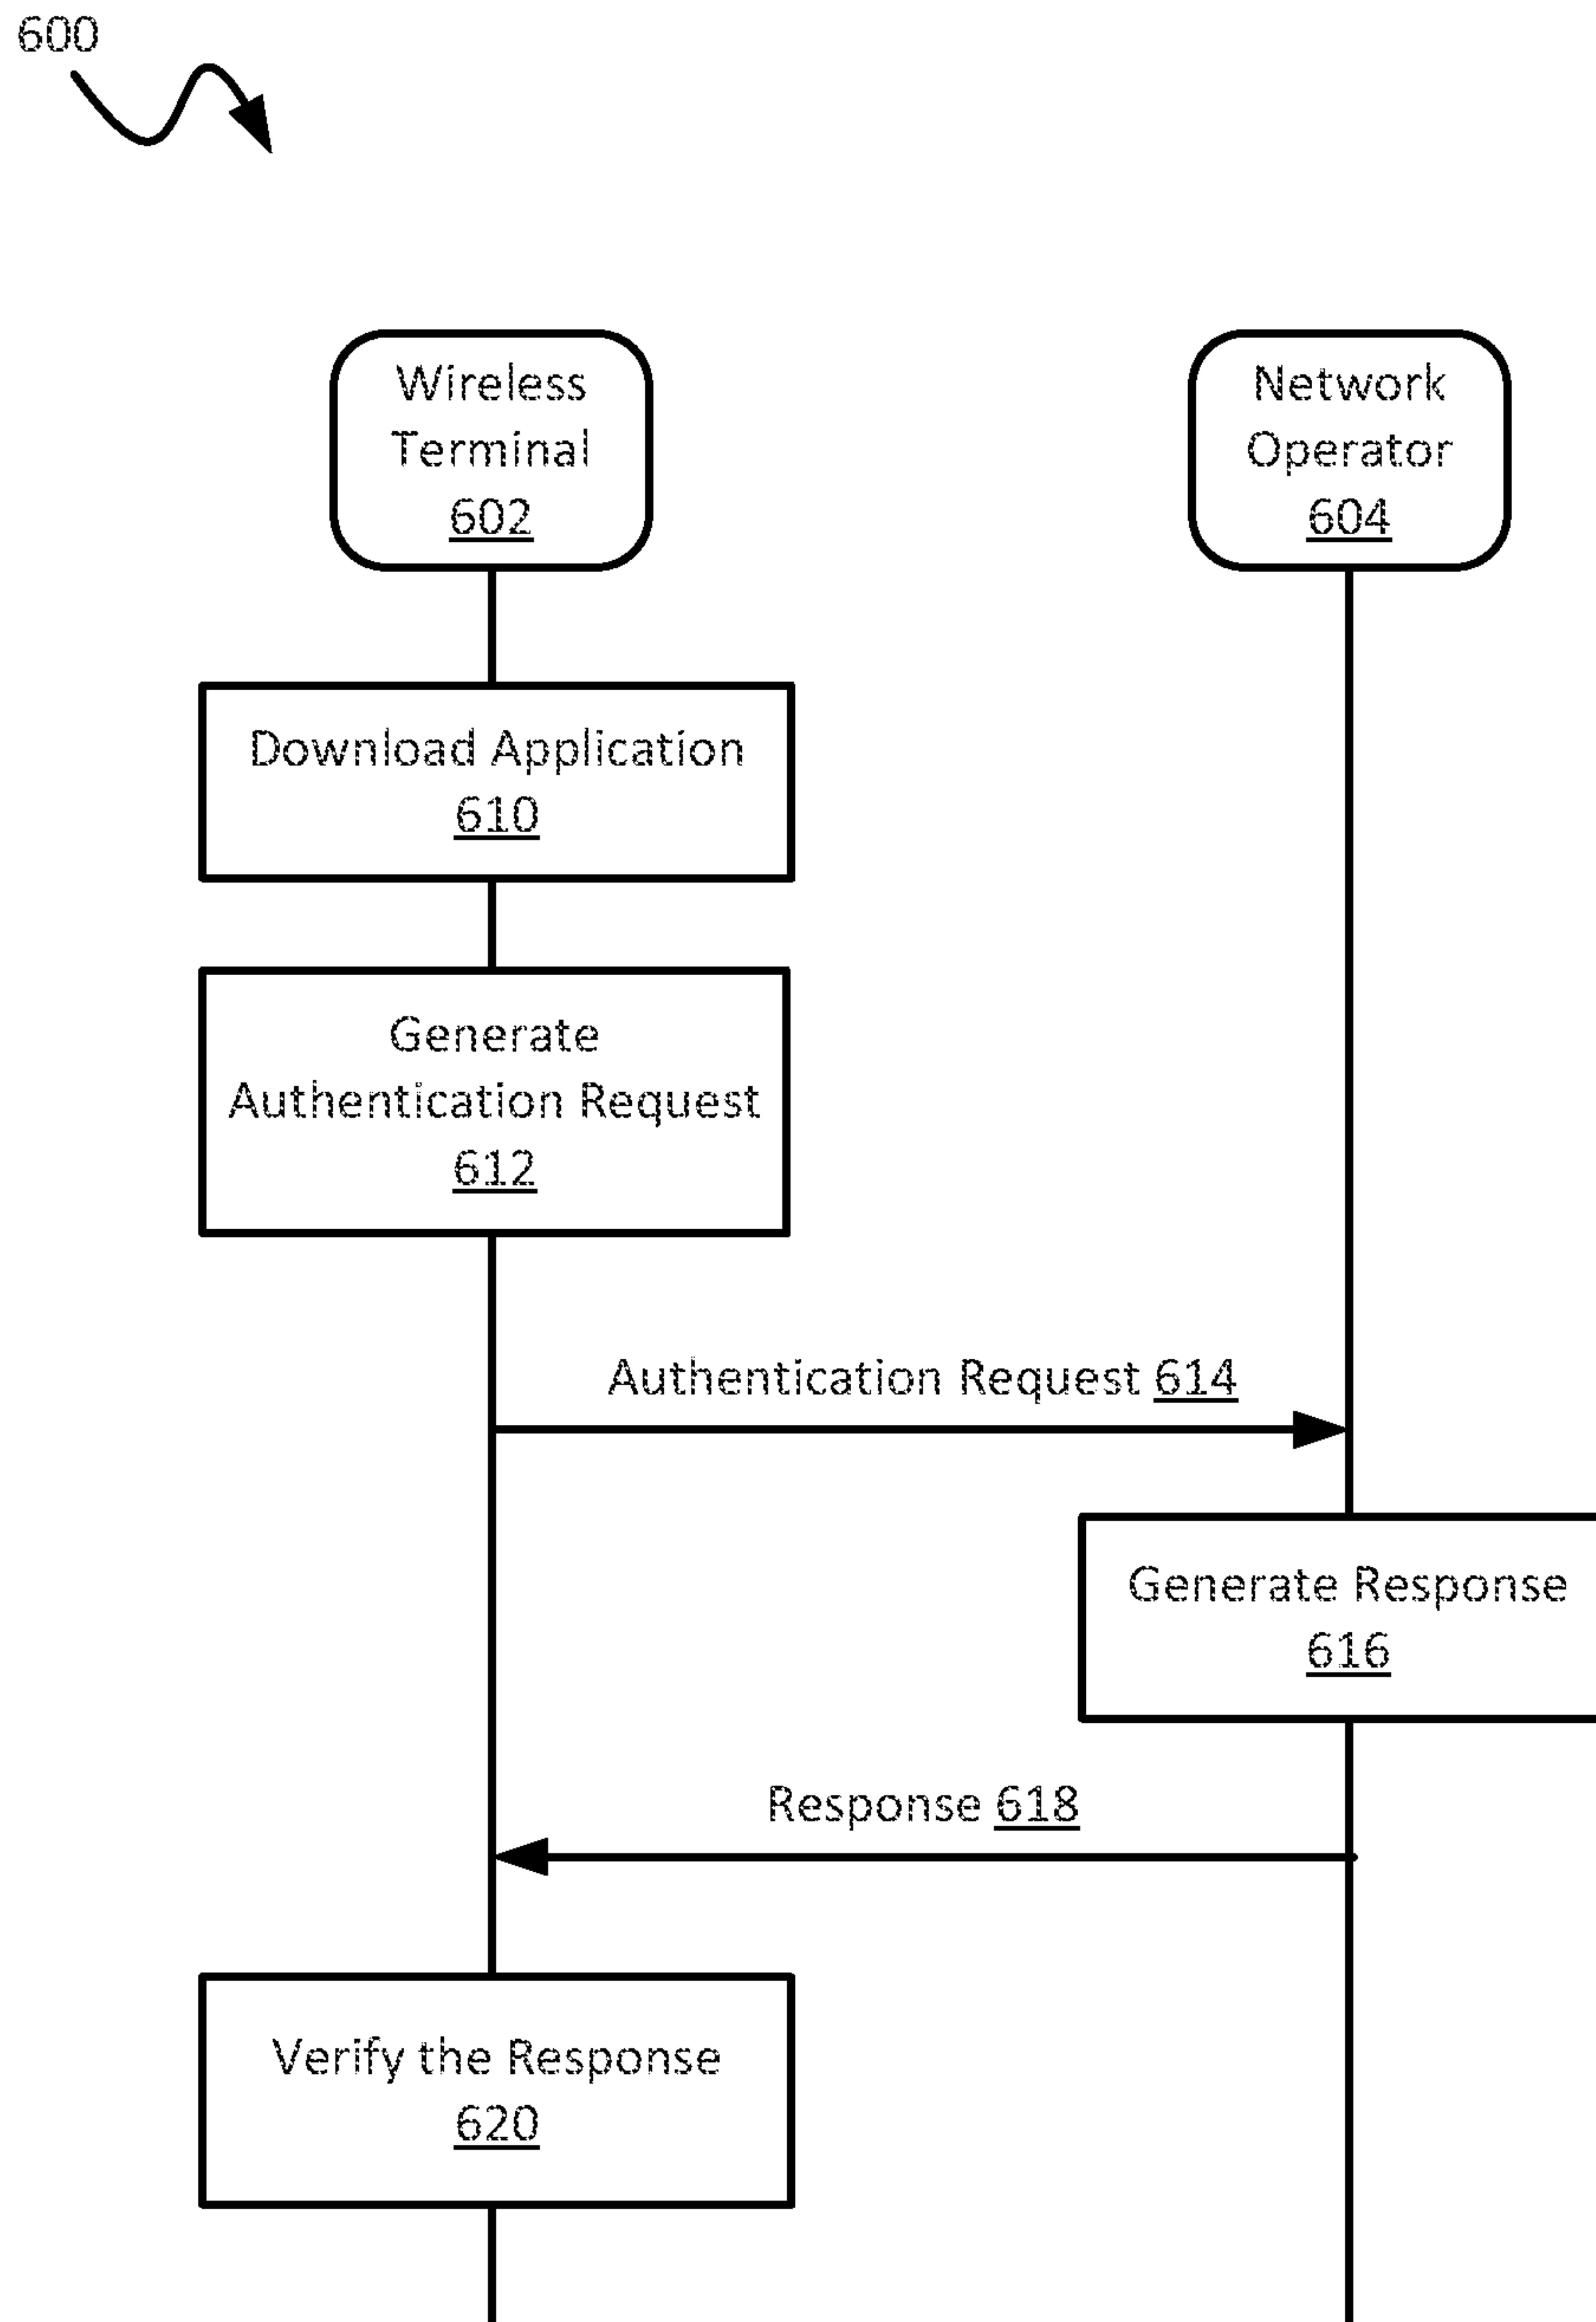 600
Wireless
Terminal
602
Network
Operator
604
Download Application
610
Generate
Authentication Request
612
Authentication Request 614
Generate Response
616
Response 618
Verify the Response
620